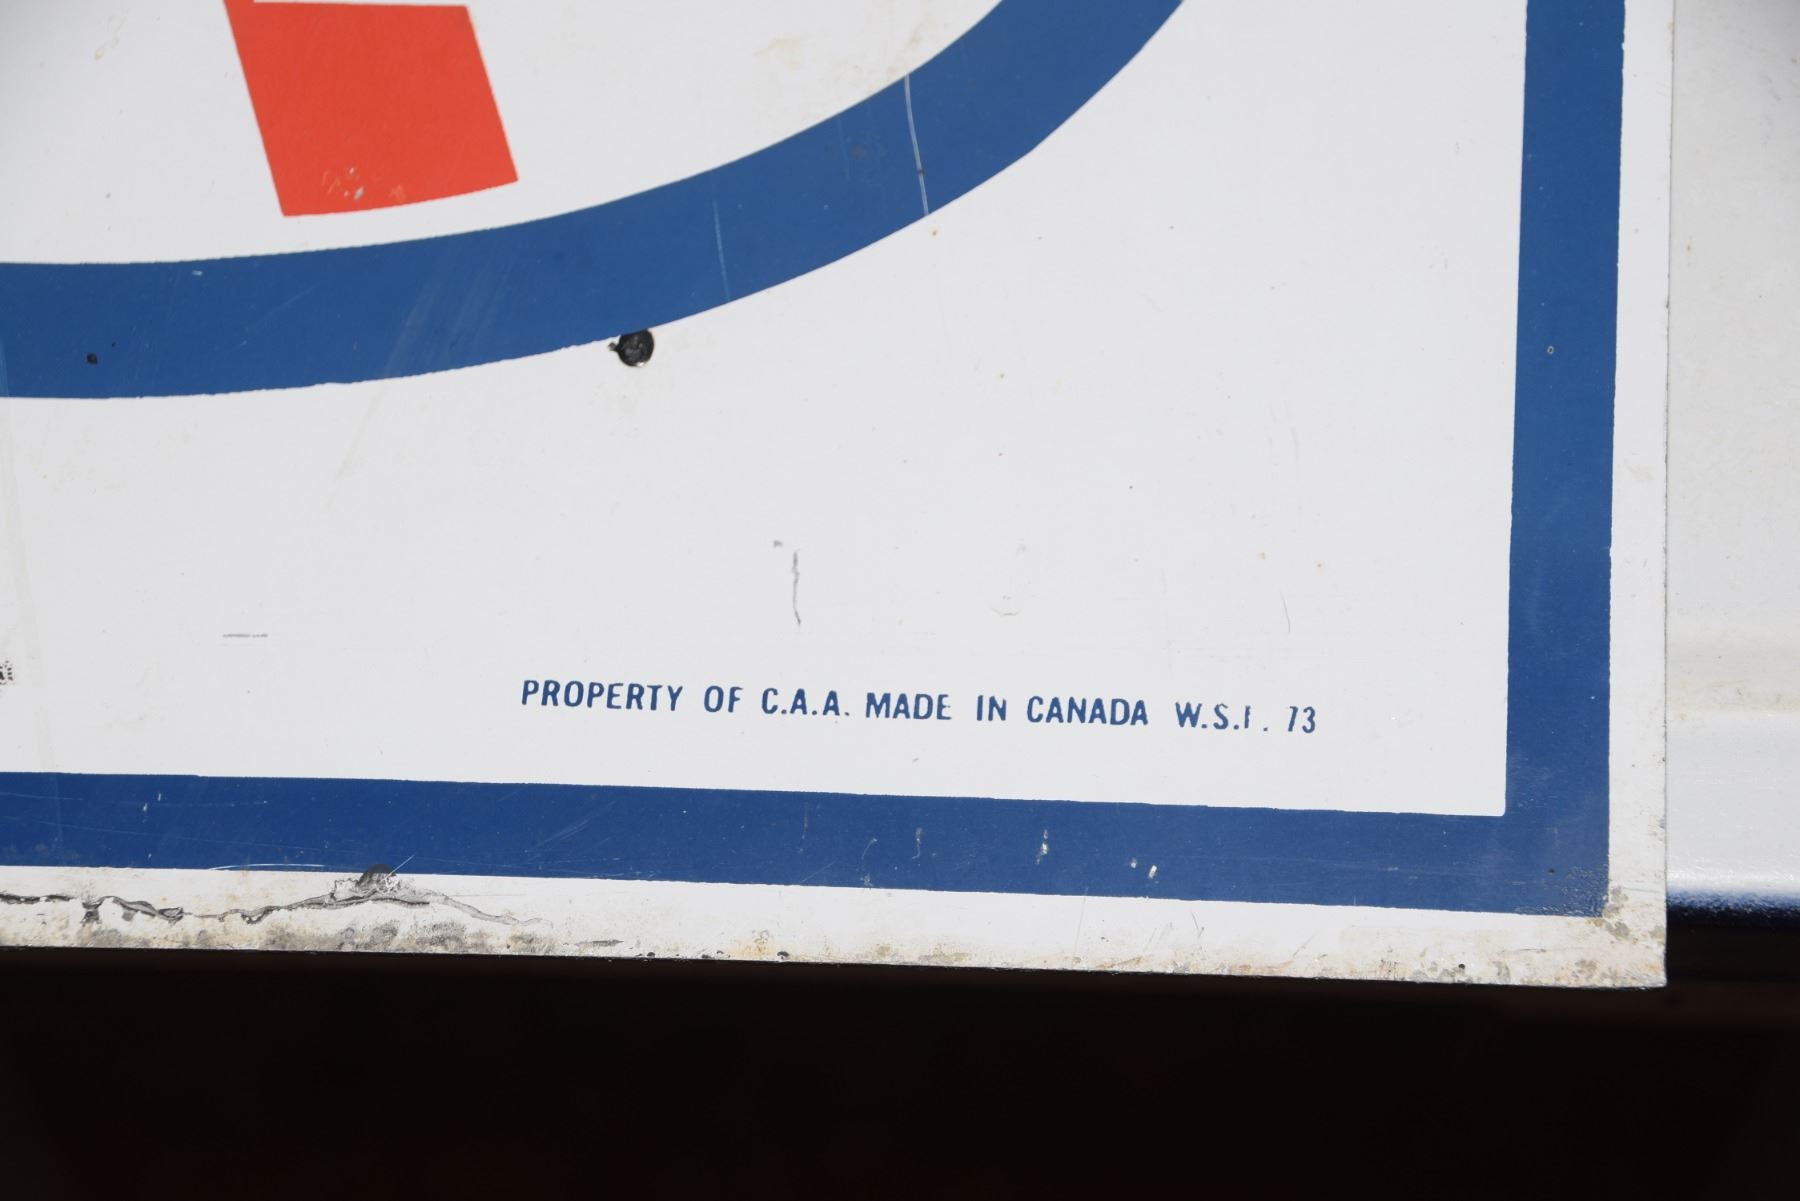 PROPERTY OF C.A.A. MADE IN CANADA W.S.I. 73